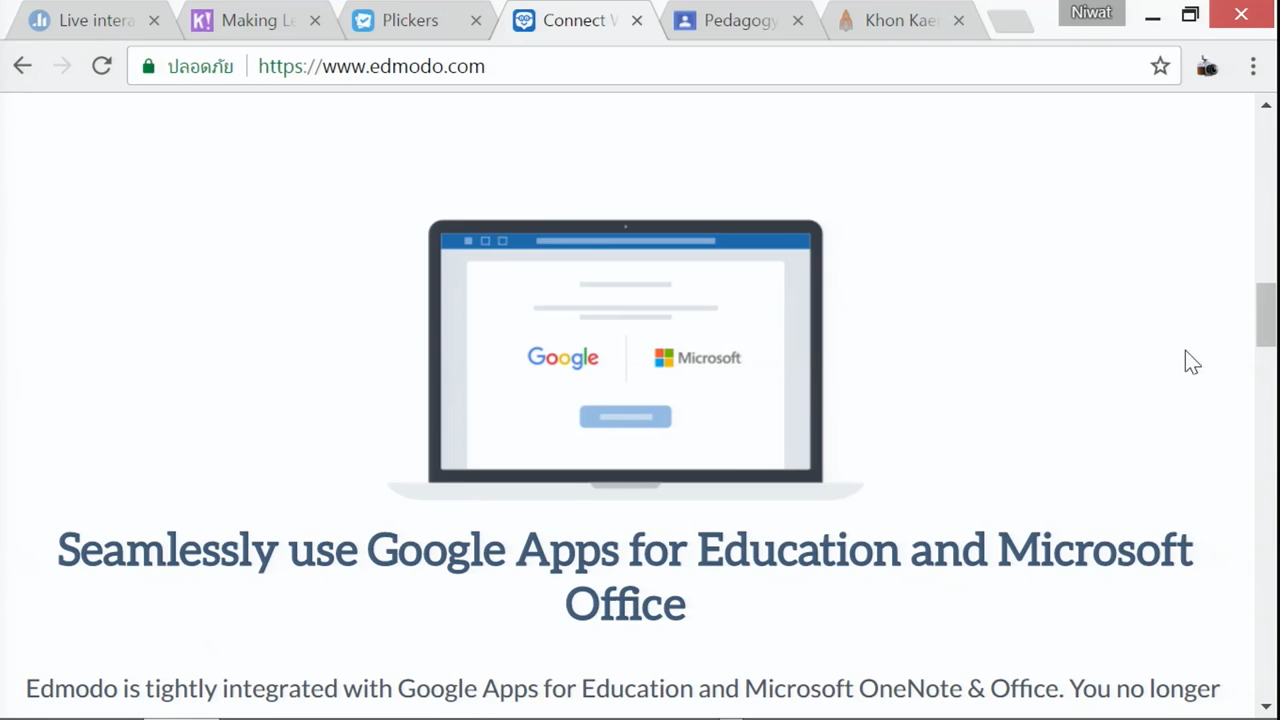 Live intera
Making Le
Plickers
Connect W
Pedagogy
Khon Kaen
Niwat
ปลอดภัย
https://www.edmodo.com
Google
Microsoft
Seamlessly use Google Apps for Education and Microsoft
Office
Edmodo is tightly integrated with Google Apps for Education and Microsoft OneNote & Office. You no longer